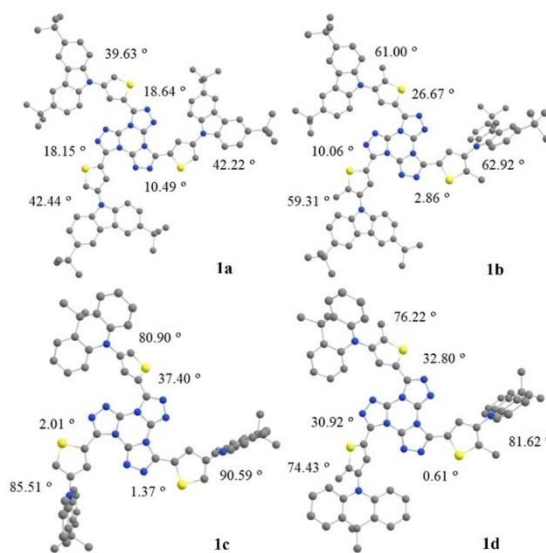 39.63 º
18.64 º
18.15 º
42.22 º
10.49 º
42.44 º
1a
61.00 º
26.67 º
10.06 º
62.92 º
2.86 º
59.31 º
1b
80.90 º
37.40 º
2.01 º
90.59 º
1.37 º
85.51 º
1c
76.22 º
32.80 º
30.92 º
81.62 º
0.61 º
74.43 º
1d